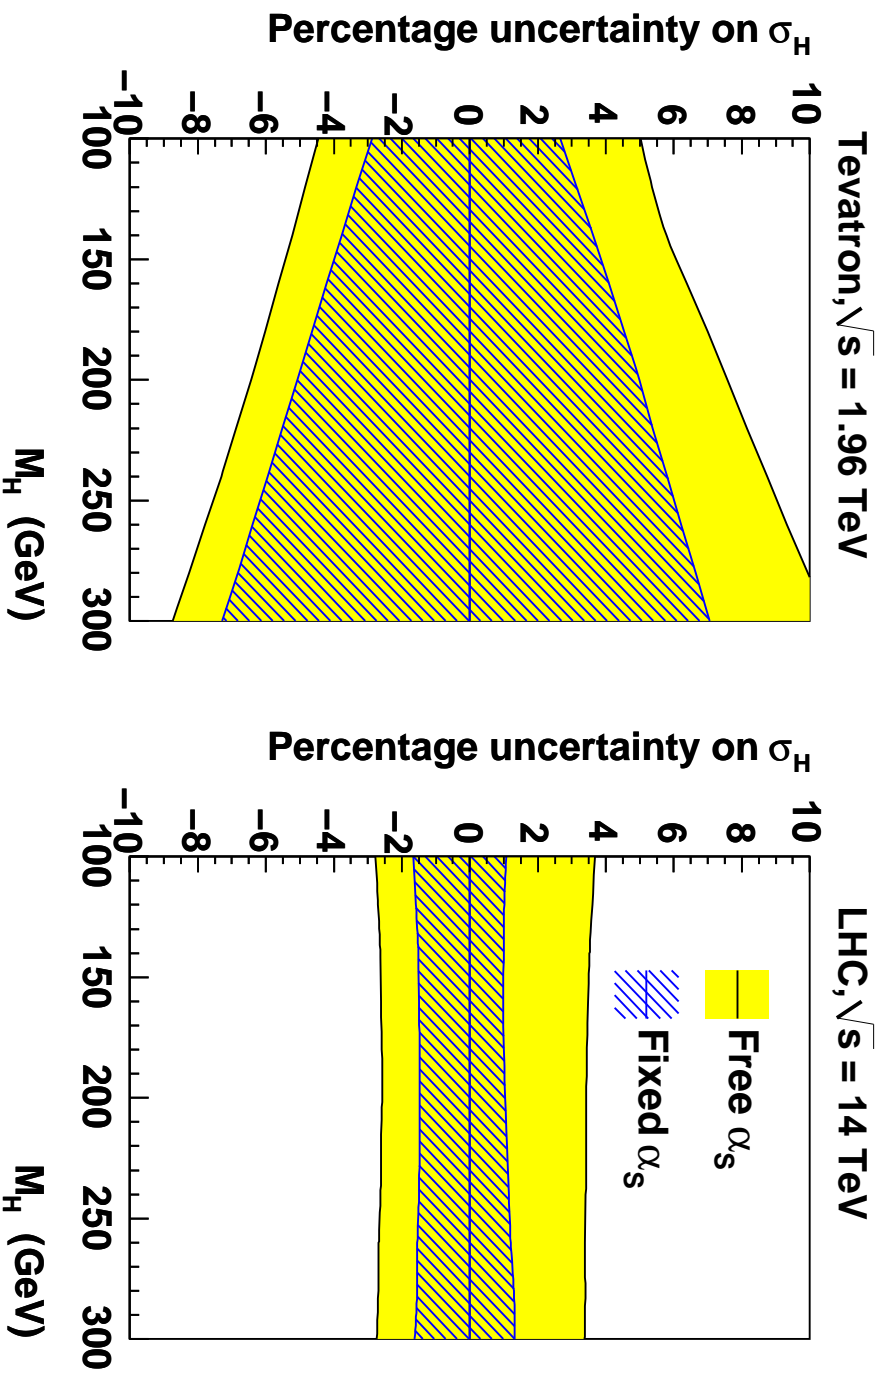 Tevatron, √s = 1.96 TeV
Percentage uncertainty on σH
10
8
6
4
2
0
−2
−4
−6
−8
−10
100 150 200 250 300
MH (GeV)
LHC, √s = 14 TeV
Percentage uncertainty on σH
10
8
6
4
2
0
−2
−4
−6
−8
−10
Free αS
Fixed αS
100 150 200 250 300
MH (GeV)